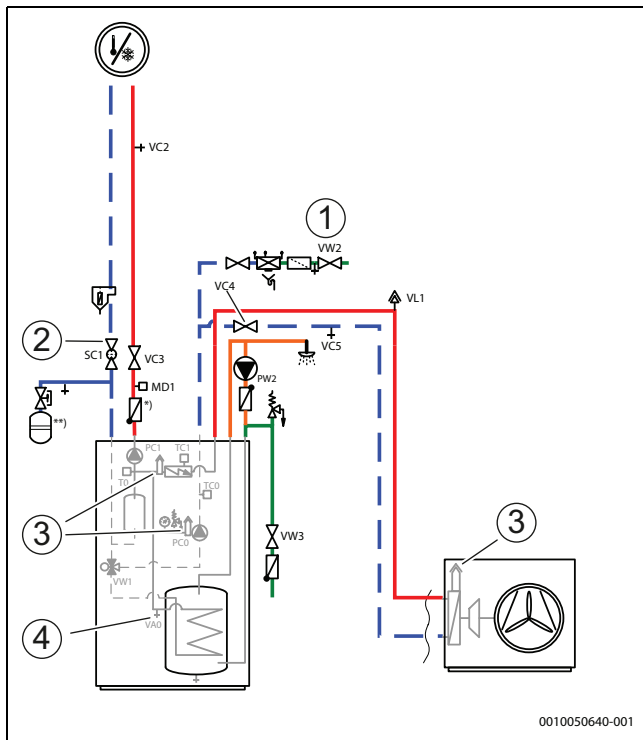 VC2
1
VW2
VC4
VL1
2
SC1
VC3
VC5
MD1
PW2
*)
**)
PC1
TC1
T0
TC0
3
3
PC0
VW3
VW1
4
VA0
0010050640-001